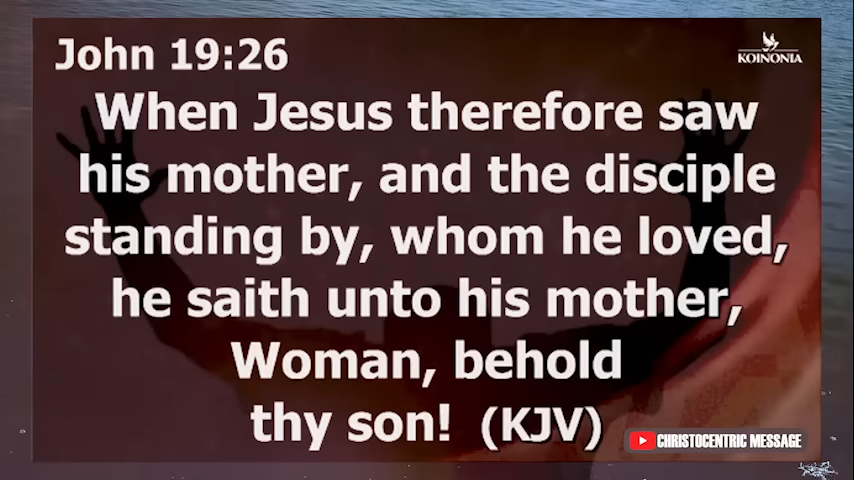 John 19:26
KOINONIA
When Jesus therefore saw
his mother, and the disciple
standing by, whom he loved,
he saith unto his mother,
Woman, behold
thy son! (KJV)
CHRISTOCENTRIC MESSAGE